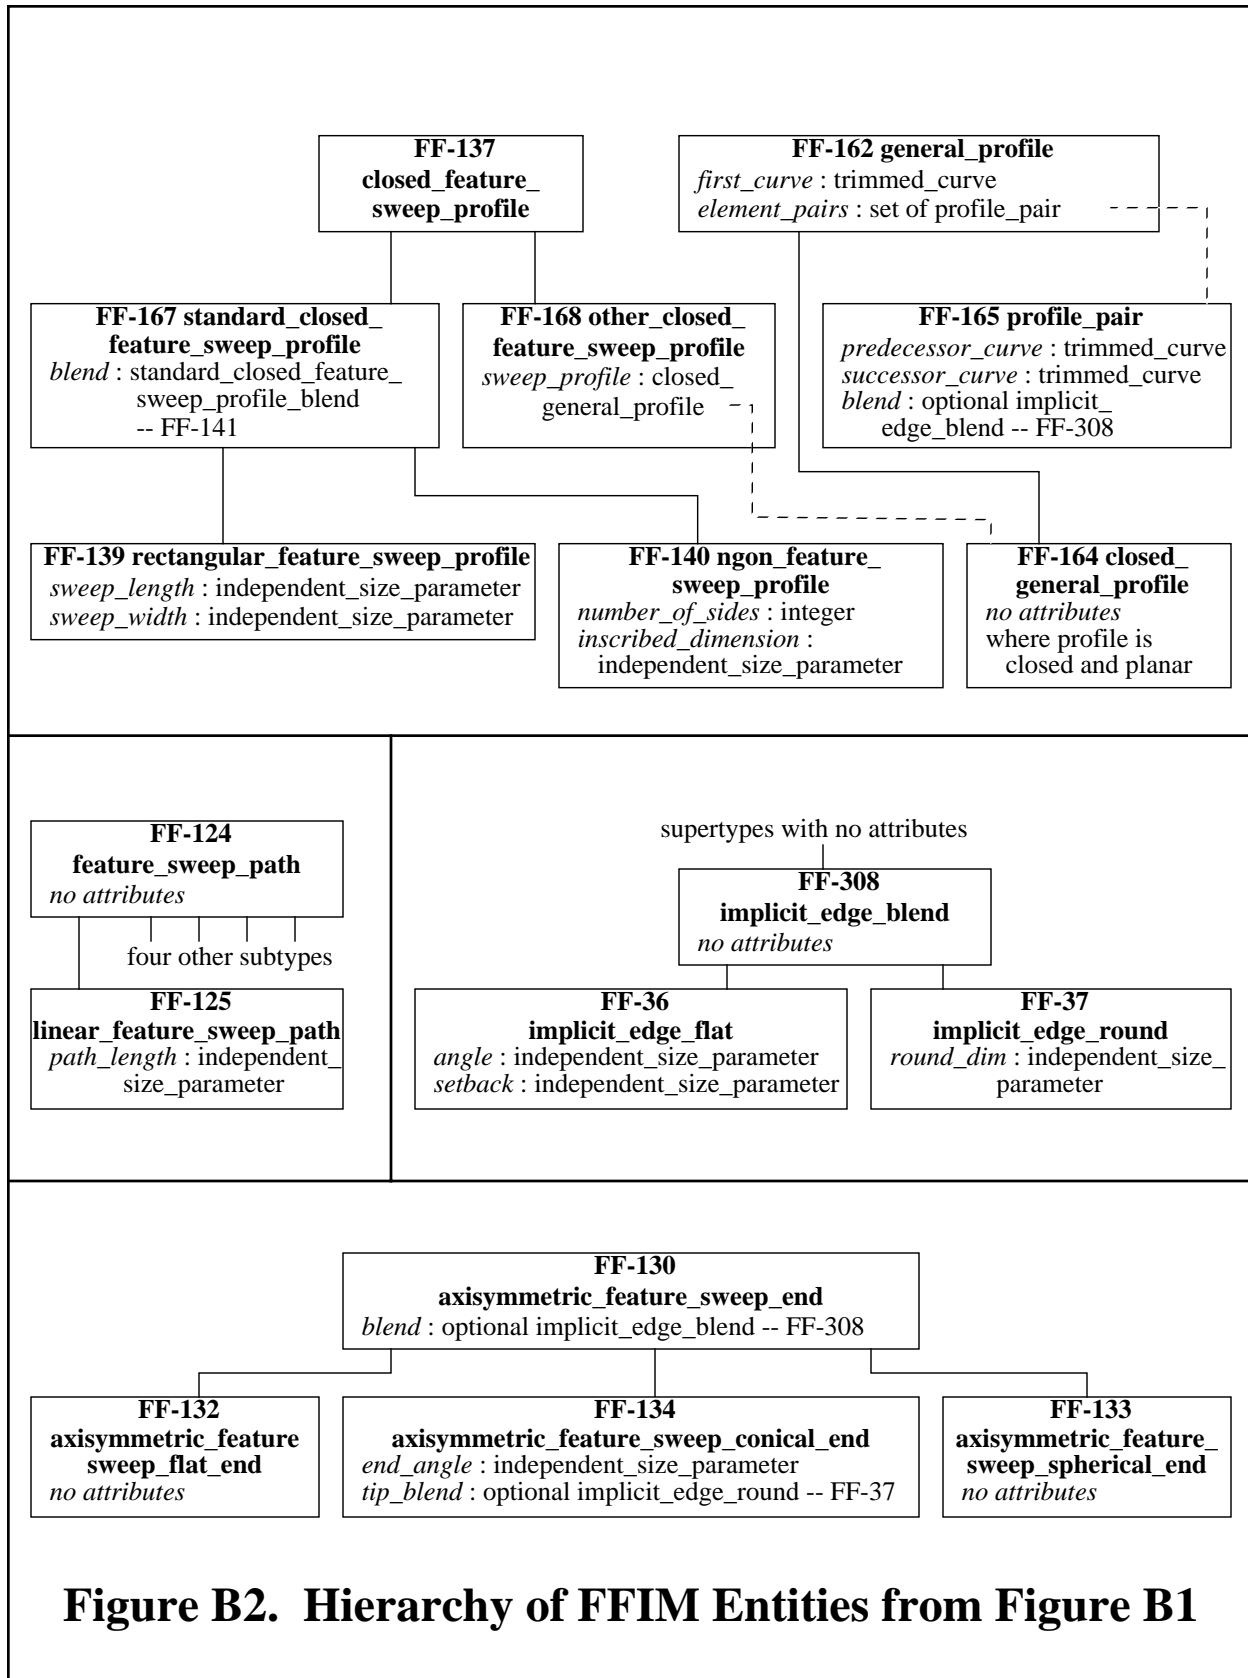 FF-137
closed_feature_
sweep_profile
FF-162 general_profile
first_curve : trimmed_curve
element_pairs : set of profile_pair
FF-167 standard_closed_
feature_sweep_profile
blend : standard_closed_feature_
sweep_profile_blend
-- FF-141
FF-168 other_closed_
feature_sweep_profile
sweep_profile : closed_
general_profile
FF-165 profile_pair
predecessor_curve : trimmed_curve
successor_curve : trimmed_curve
blend : optional implicit_
edge_blend -- FF-308
FF-139 rectangular_feature_sweep_profile
sweep_length : independent_size_parameter
sweep_width : independent_size_parameter
FF-140 ngon_feature_
sweep_profile
number_of_sides : integer
inscribed_dimension :
independent_size_parameter
FF-164 closed_
general_profile
no attributes
where profile is
closed and planar
FF-124
feature_sweep_path
no attributes
four other subtypes
FF-125
linear_feature_sweep_path
path_length : independent_
size_parameter
supertypes with no attributes
FF-308
implicit_edge_blend
no attributes
FF-36
implicit_edge_flat
angle : independent_size_parameter
setback : independent_size_parameter
FF-37
implicit_edge_round
round_dim : independent_size_
parameter
FF-130
axisymmetric_feature_sweep_end
blend : optional implicit_edge_blend -- FF-308
FF-132
axisymmetric_feature
sweep_flat_end
no attributes
FF-134
axisymmetric_feature_sweep_conical_end
end_angle : independent_size_parameter
tip_blend : optional implicit_edge_round -- FF-37
FF-133
axisymmetric_feature_
sweep_spherical_end
no attributes
Figure B2. Hierarchy of FFIM Entities from Figure B1